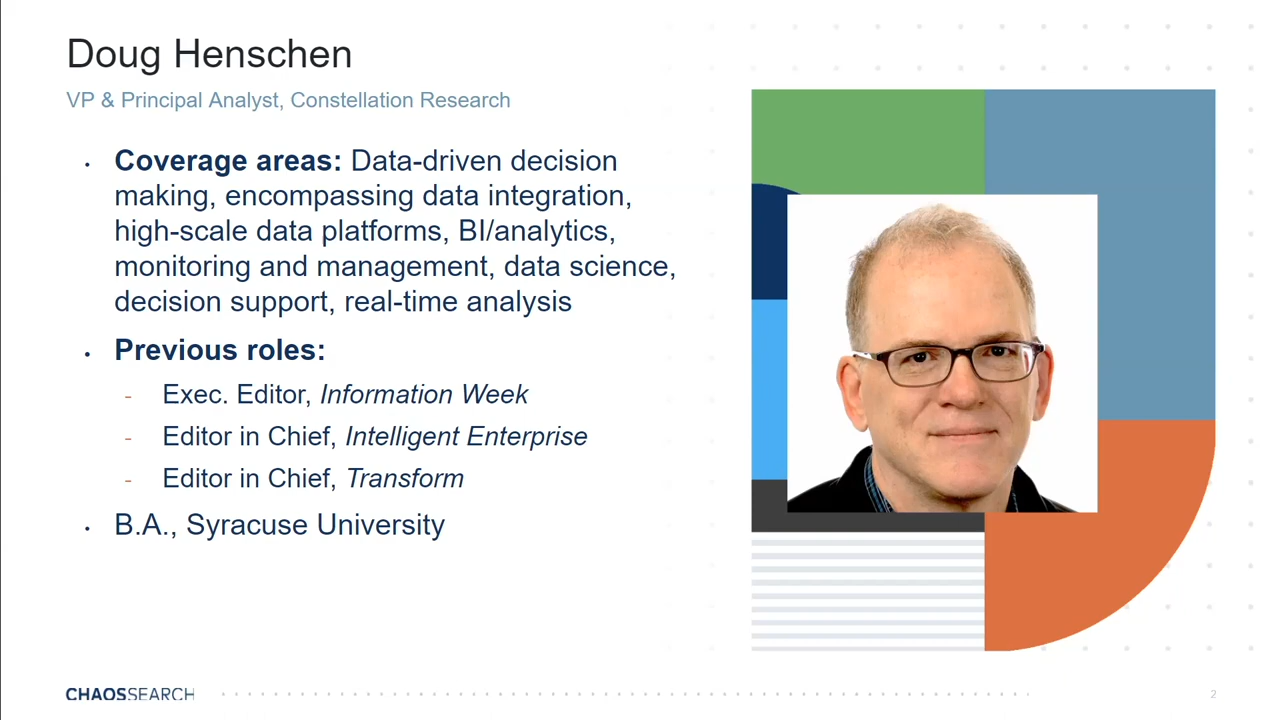 Doug Henschen
VP & Principal Analyst, Constellation Research
• Coverage areas: Data-driven decision
making, encompassing data integration,
high-scale data platforms, BI/analytics,
monitoring and management, data science,
decision support, real-time analysis
• Previous roles:
- Exec. Editor, Information Week
- Editor in Chief, Intelligent Enterprise
- Editor in Chief, Transform
• B.A., Syracuse University
CHAOSSEARCH
2